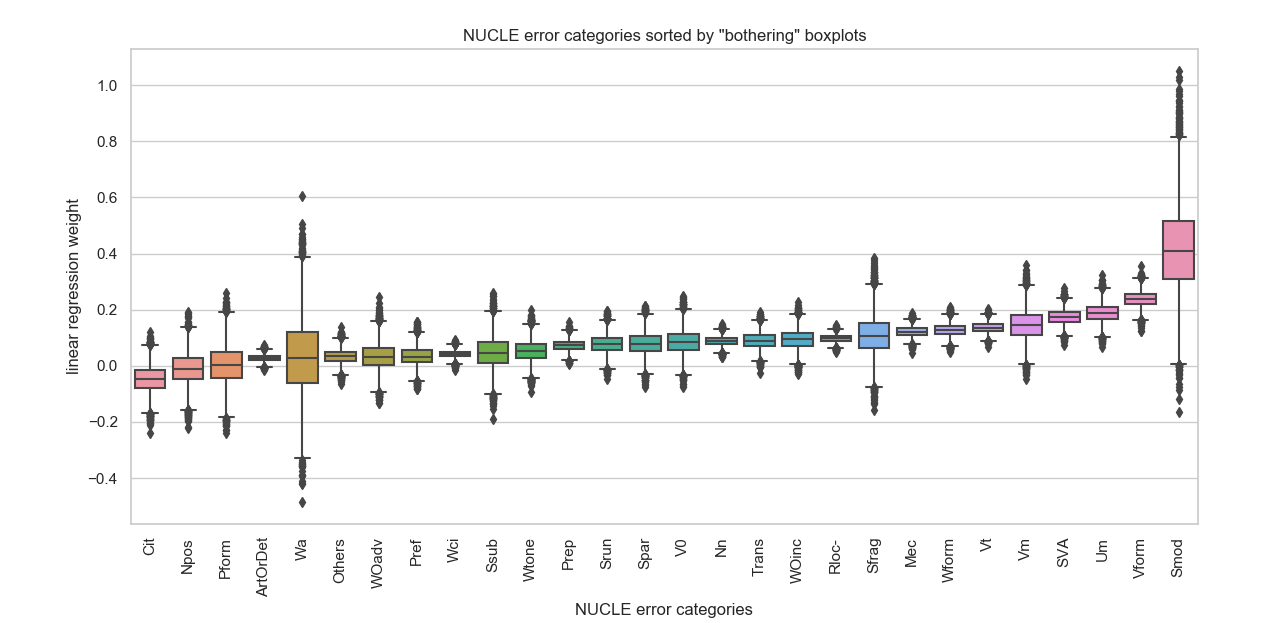 NUCLE error categories sorted by "bothering" boxplots
linear regression weight
1.0
0.8
0.6
0.4
0.2
0.0
−0.2
−0.4
Cit
Npos
Pform
ArtOrDet
Wa
Others
WOadv
Pref
Wci
Ssub
Wtone
Prep
Srun
Spar
V0
Nn
Trans
WOinc
Rloc-
Sfrag
Mec
Wform
Vt
Vm
SVA
Um
Vform
Smod
NUCLE error categories